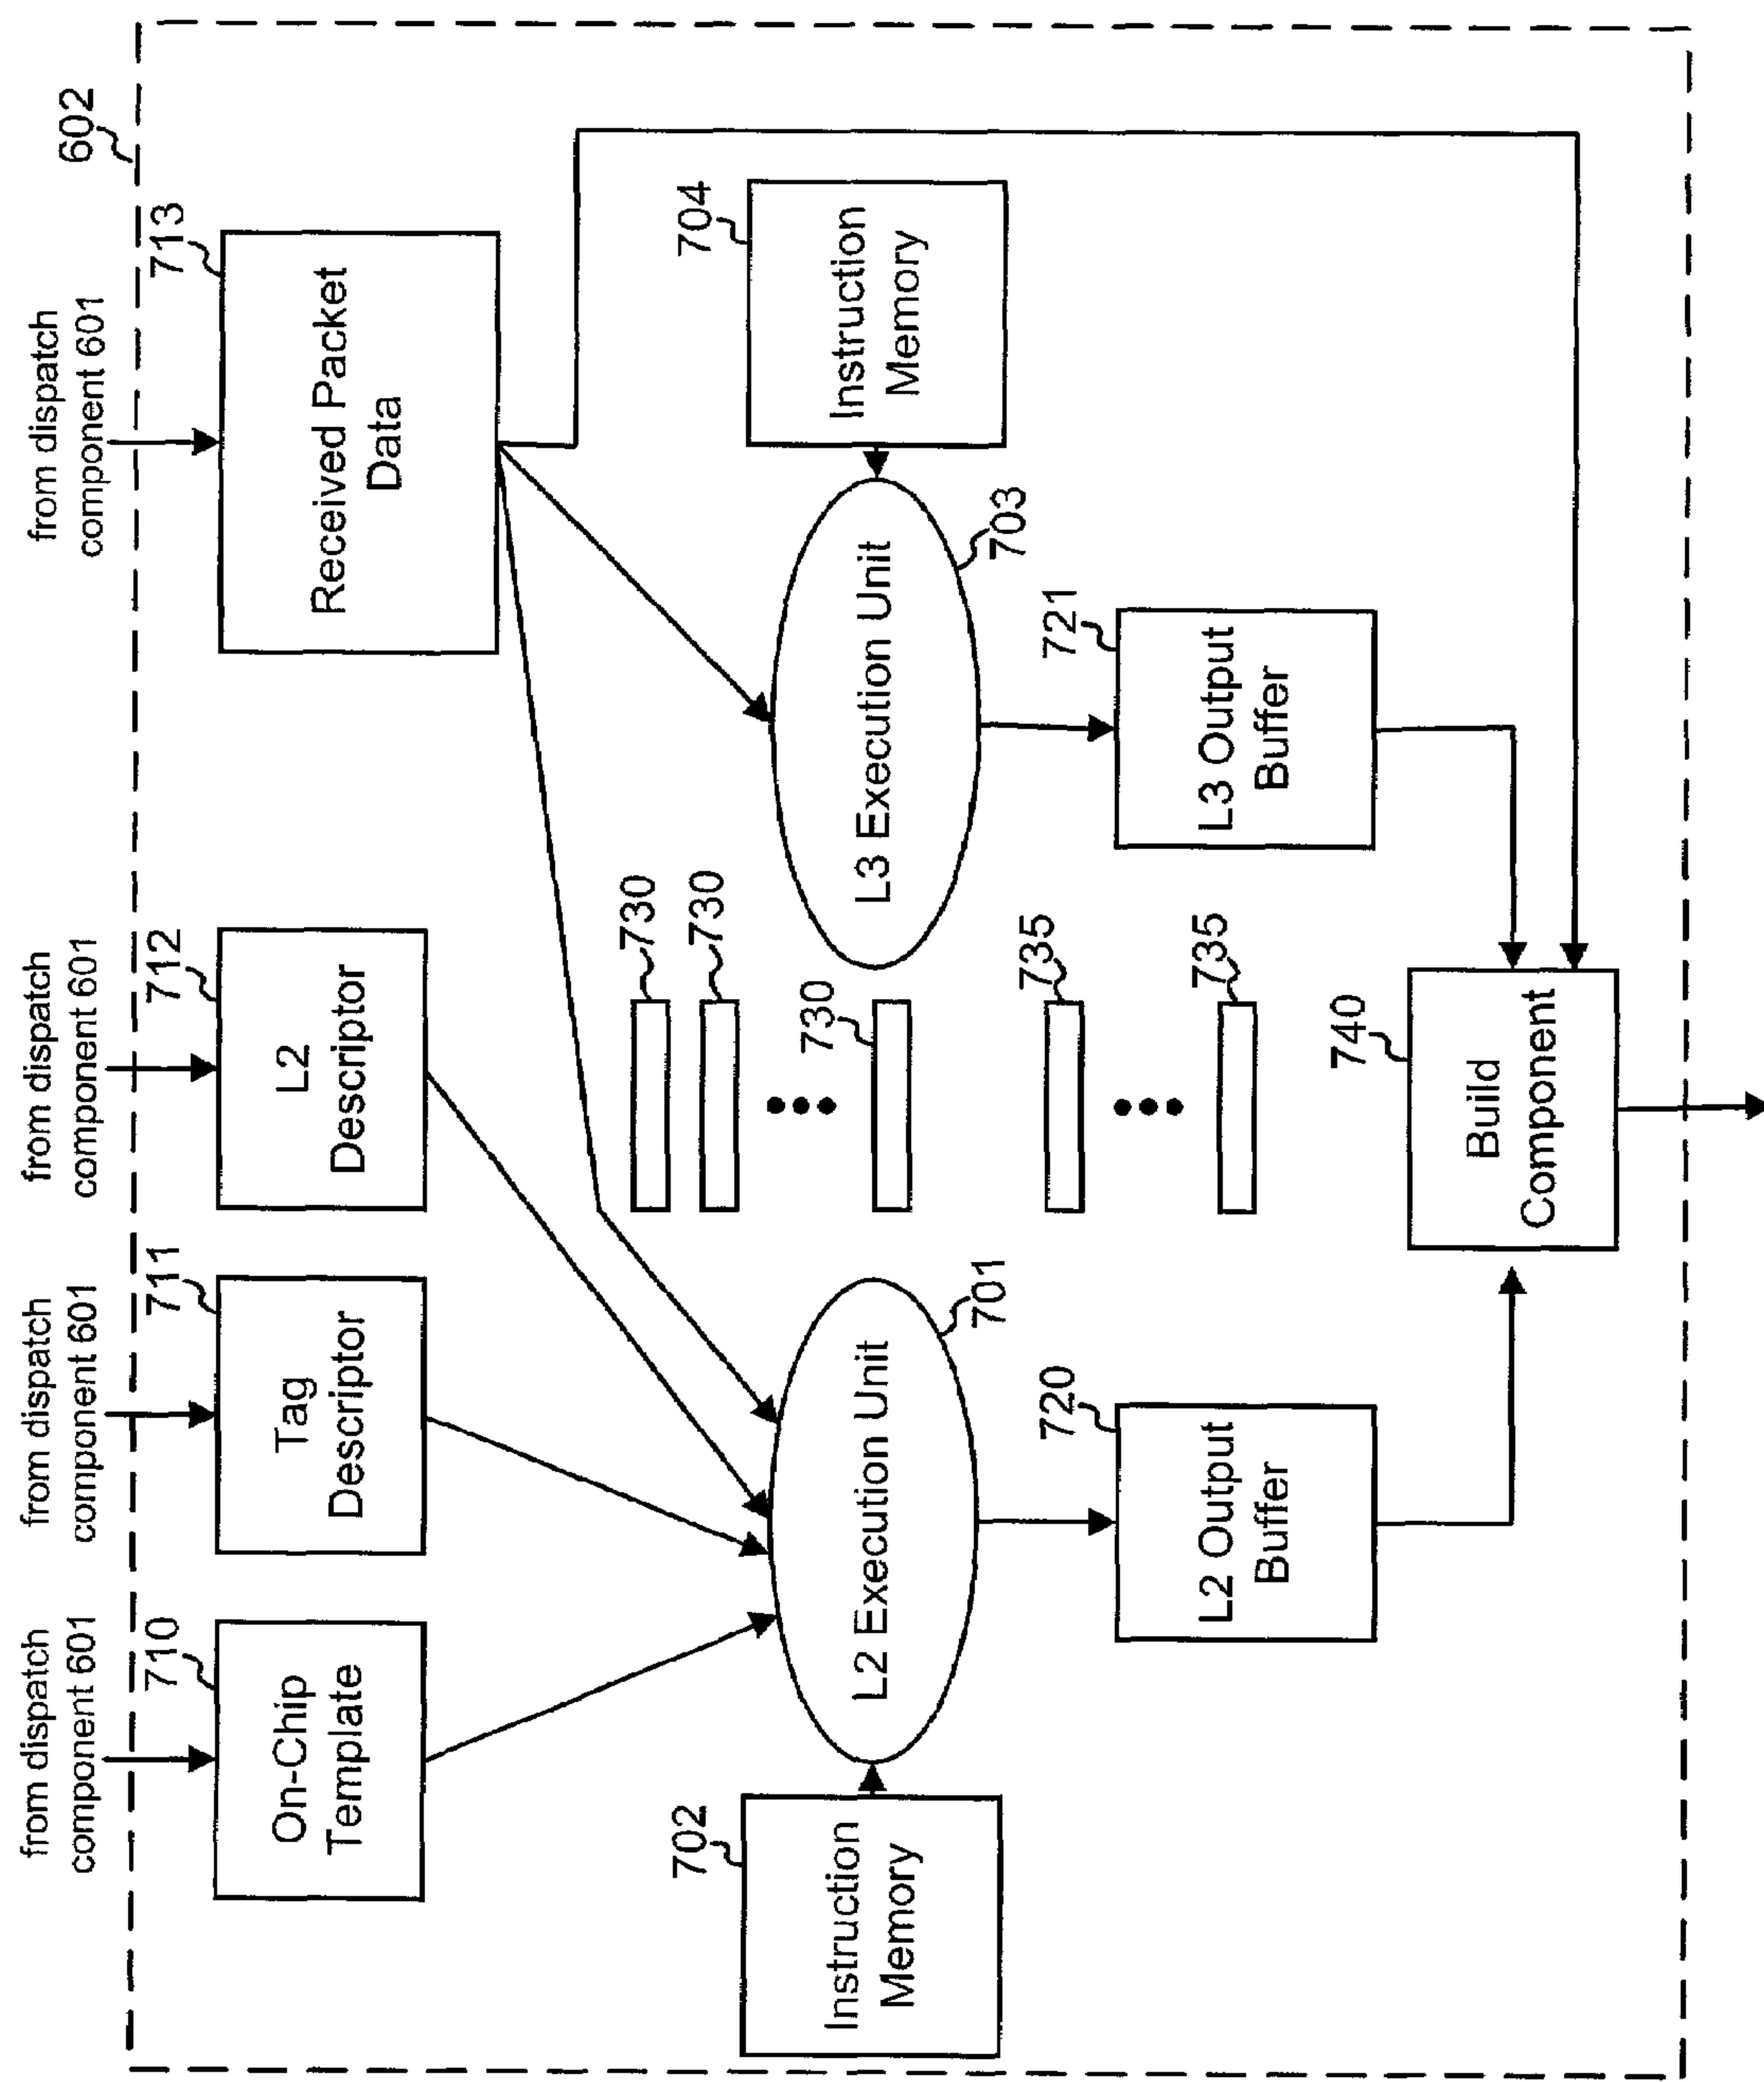 602
from dispatch
component 601
710
On-Chip
Template
from dispatch
component 601
711
Tag
Descriptor
from dispatch
component 601
712
L2
Descriptor
from dispatch
component 601
713
Received Packet
Data
702
Instruction
Memory
L2 Execution Unit
701
730
730
730
L3 Execution Unit
703
704
Instruction
Memory
720
L2 Output
Buffer
735
735
721
L3 Output
Buffer
740
Build
Component